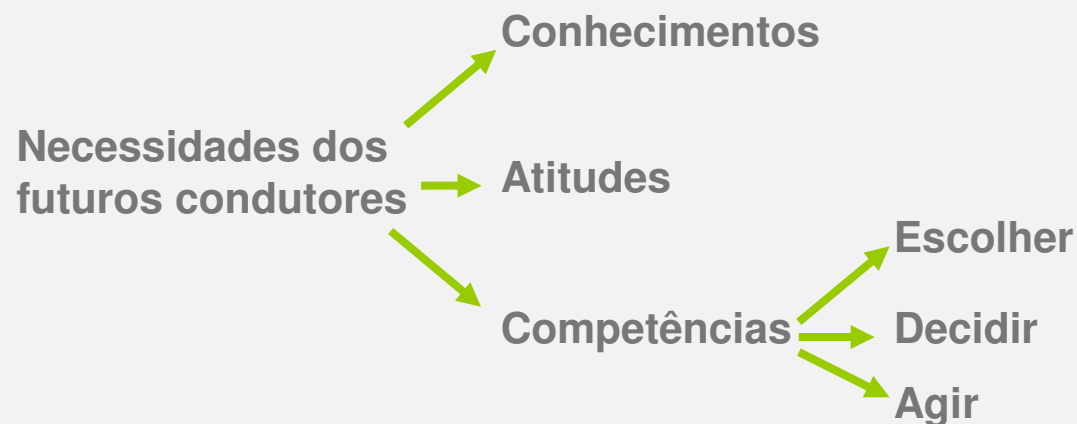 Conhecimentos
Necessidades dos
futuros condutores
Atitudes
Competências
Escolher
Decidir
Agir